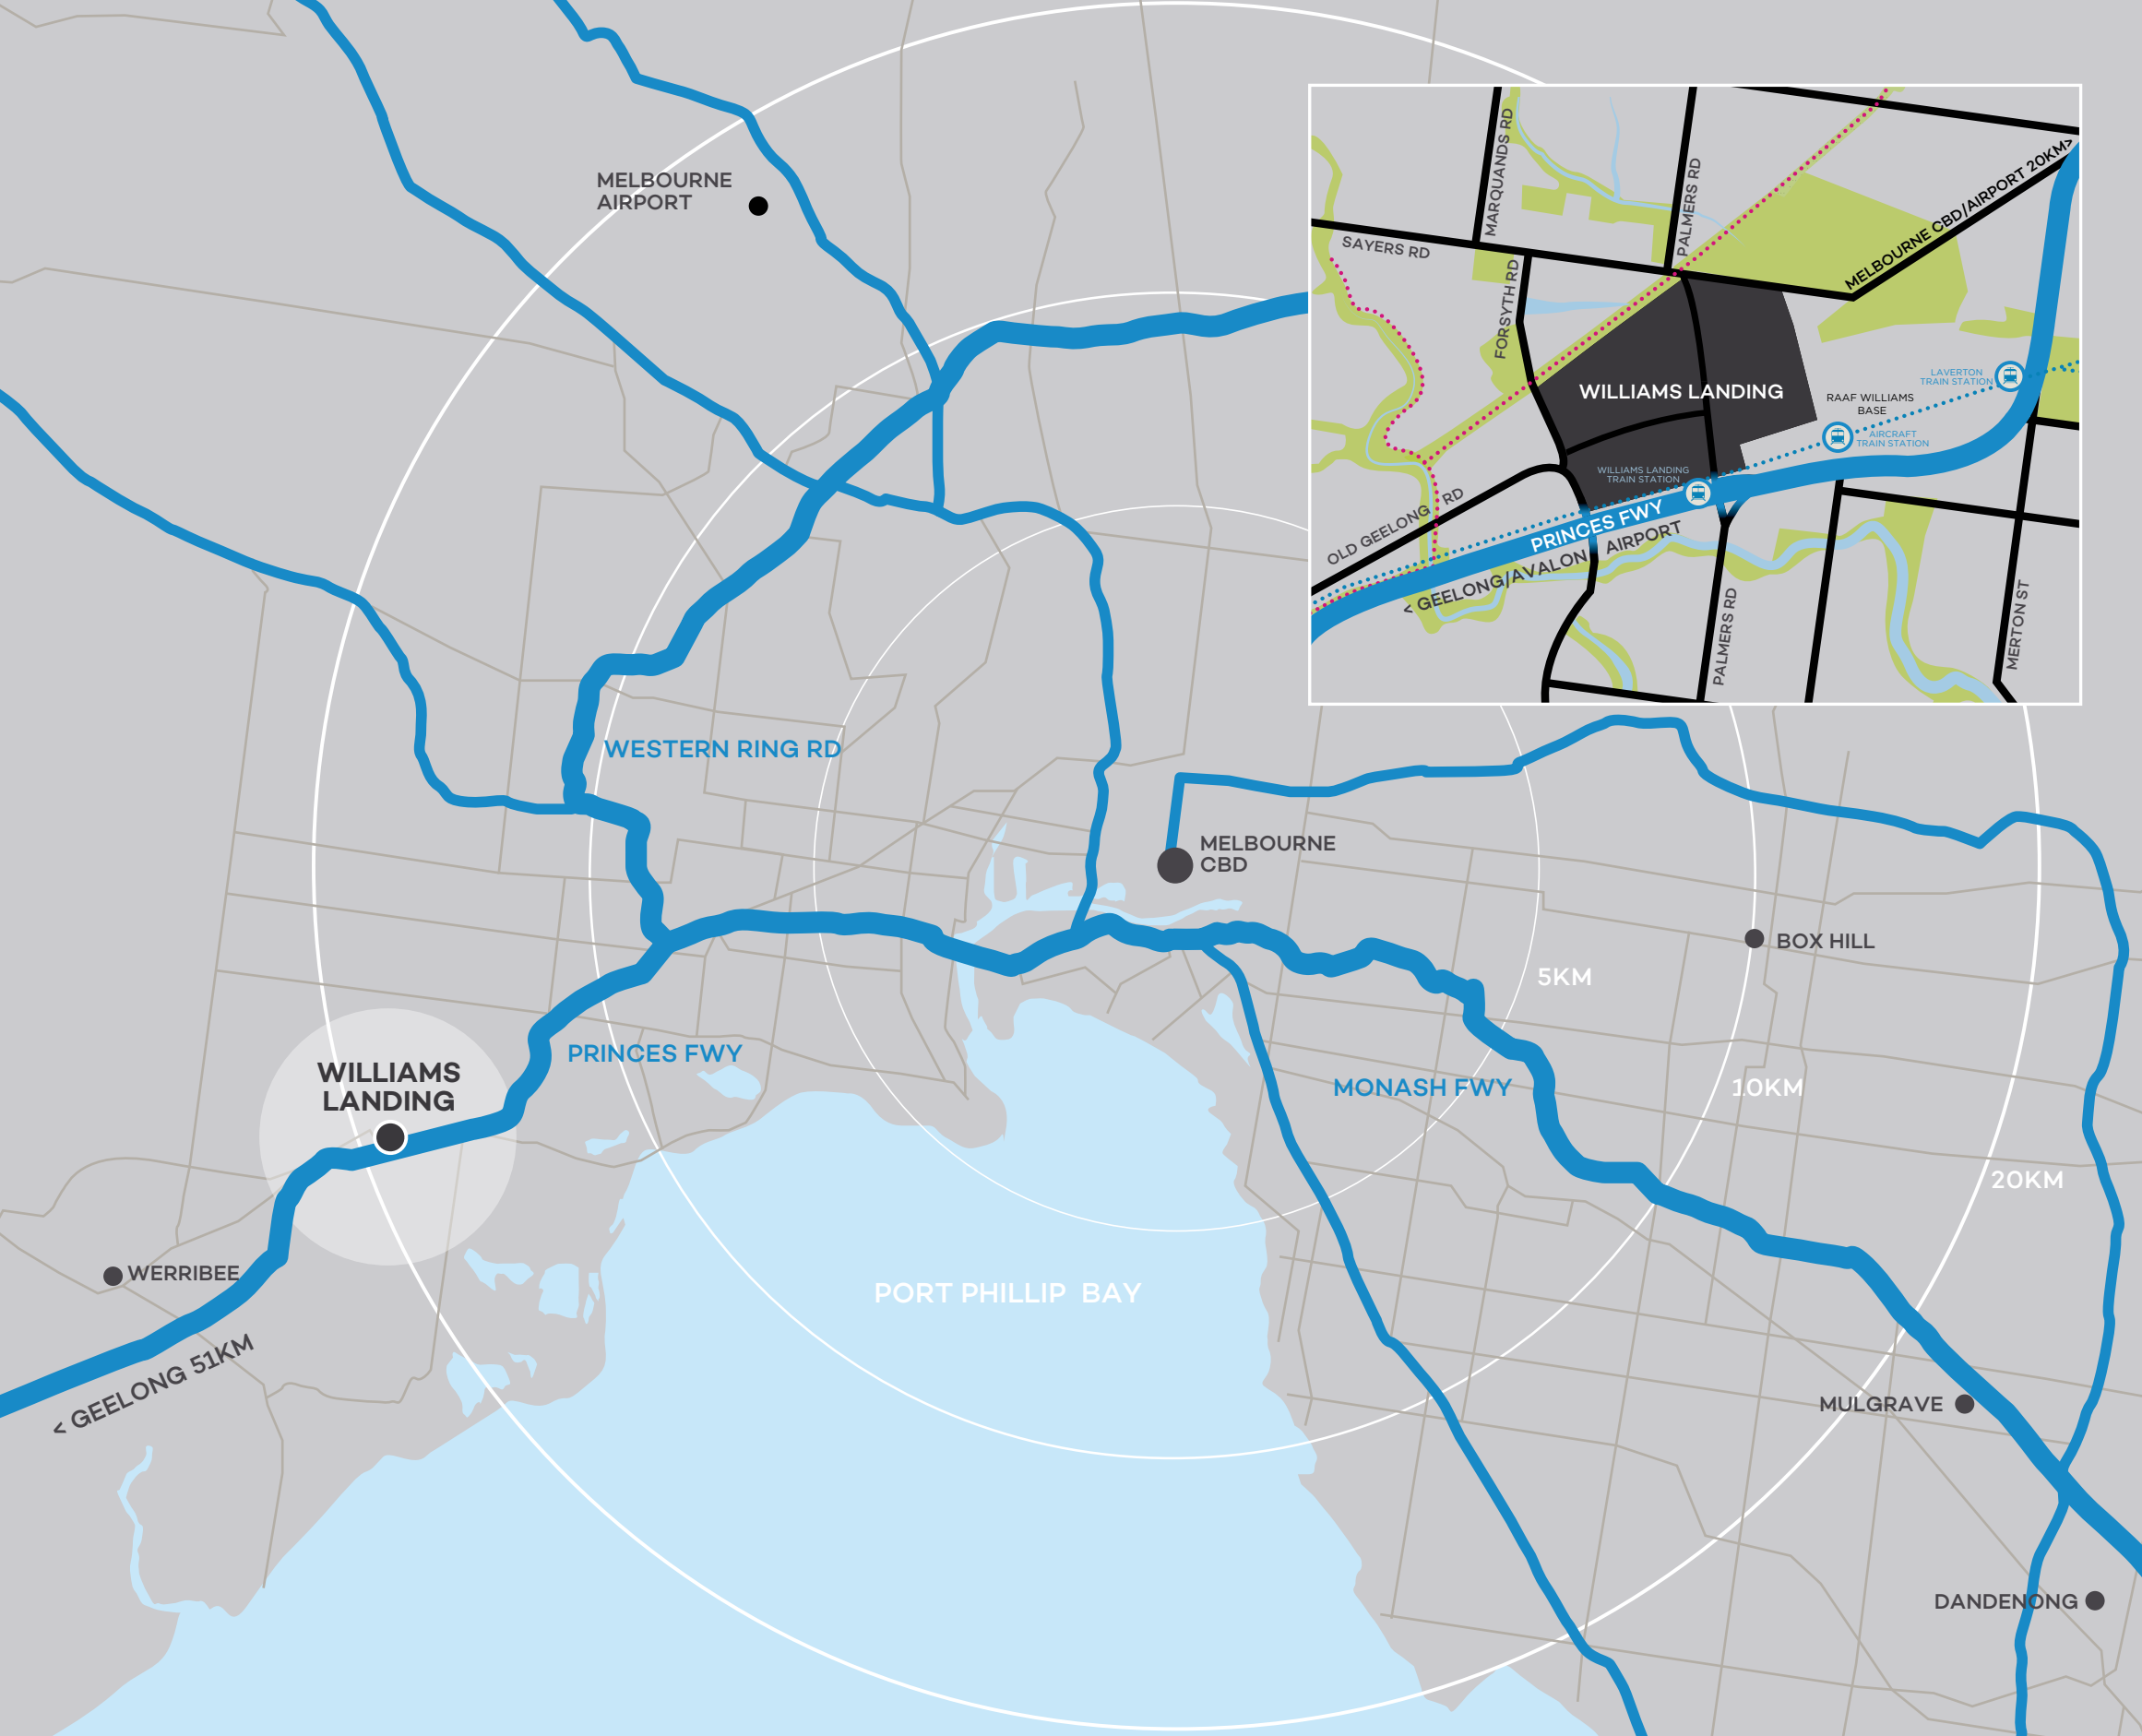 MELBOURNE
AIRPORT
WESTERN RING RD
MELBOURNE
CBD
BOX HILL
5KM
10KM
20KM
PRINCES FWY
MONASH FWY
WILLIAMS
LANDING
WERRIBEE
< GEELONG 51KM
PORT PHILLIP BAY
MULGRAVE
DANDENONG
MARQUANDS RD
PALMERS RD
SAYERS RD
FORSYTH RD
MELBOURNE CBD/AIRPORT 20KM>
WILLIAMS LANDING
LAVERTON
TRAIN STATION
RAAF WILLIAMS
BASE
AIRCRAFT
TRAIN STATION
WILLIAMS LANDING
TRAIN STATION
OLD GEELONG RD
PRINCES FWY
< GEELONG/AVALON AIRPORT
PALMERS RD
MERTON ST